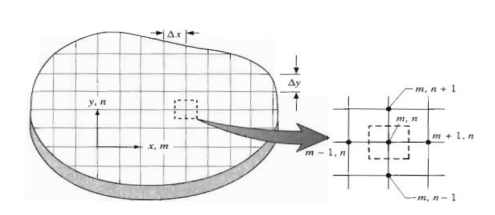 Δx
Δy
y, n
x, m
m, n + 1
m, n
m + 1, n
m − 1, n
m, n − 1